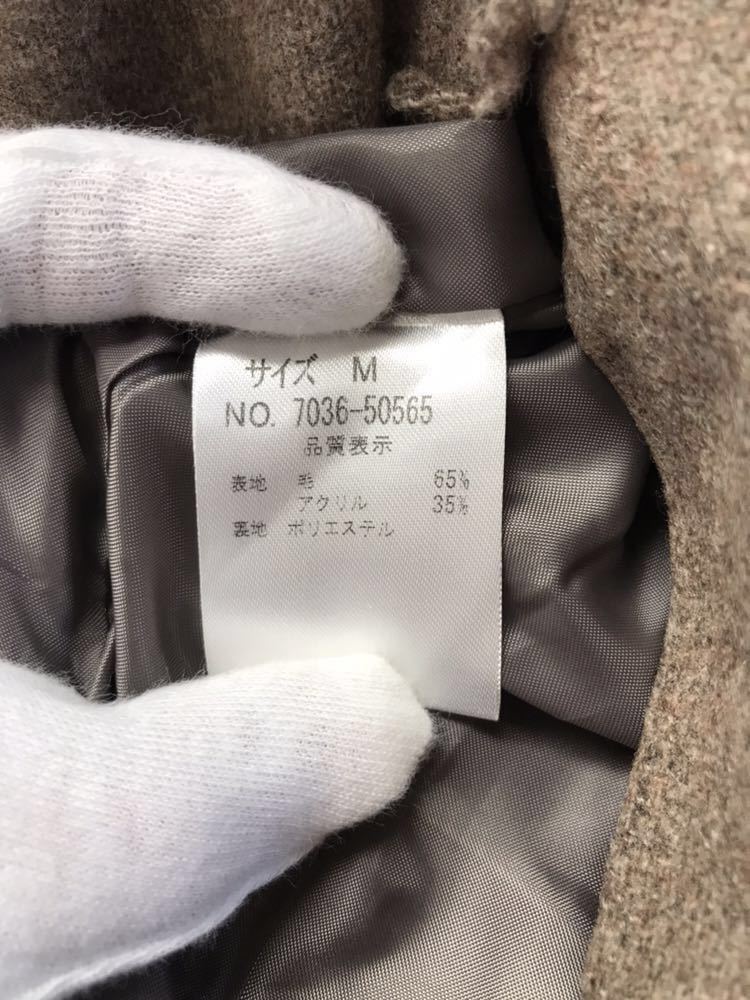 サイズ M
NO. 7036-50565
品質表示
表地 毛 65%
アクリル 35%
裏地 ポリエステル